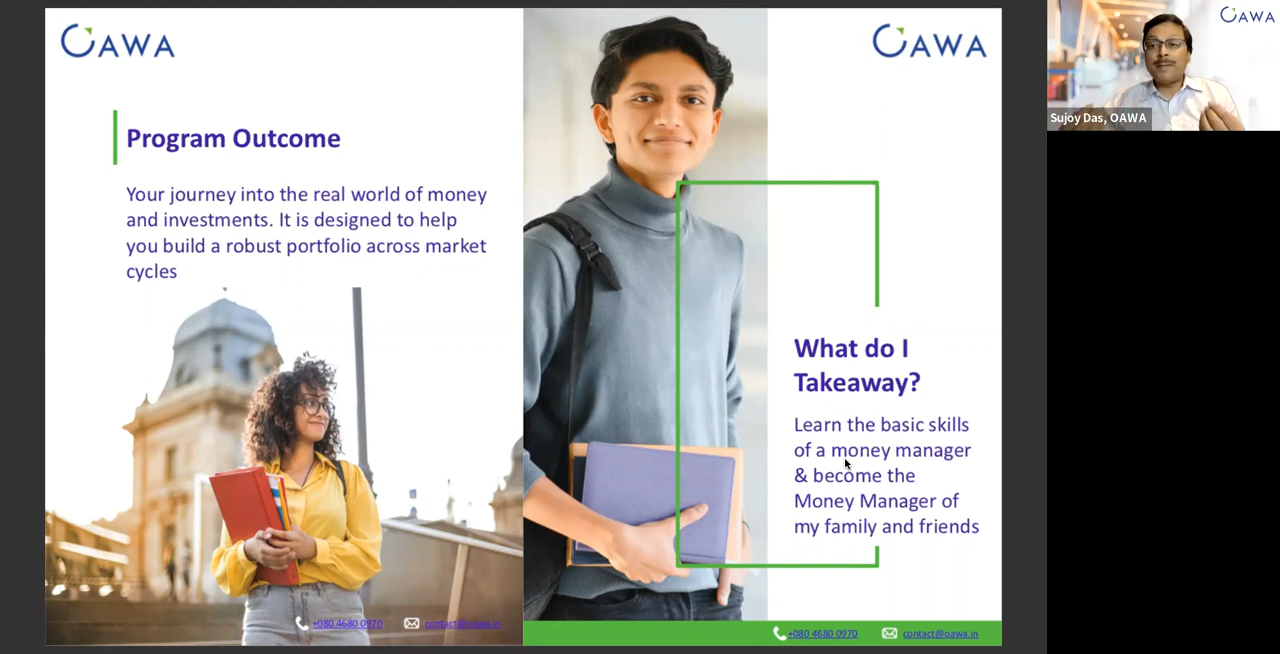 OAWA
Program Outcome
Your journey into the real world of money
and investments. It is designed to help
you build a robust portfolio across market
cycles
+080 4680 0970
contact@oawa.in
OAWA
What do I
Takeaway?
Learn the basic skills
of a money manager
& become the
Money Manager of
my family and friends
+080 4680 0970
contact@oawa.in
OAWA
Sujoy Das, OAWA